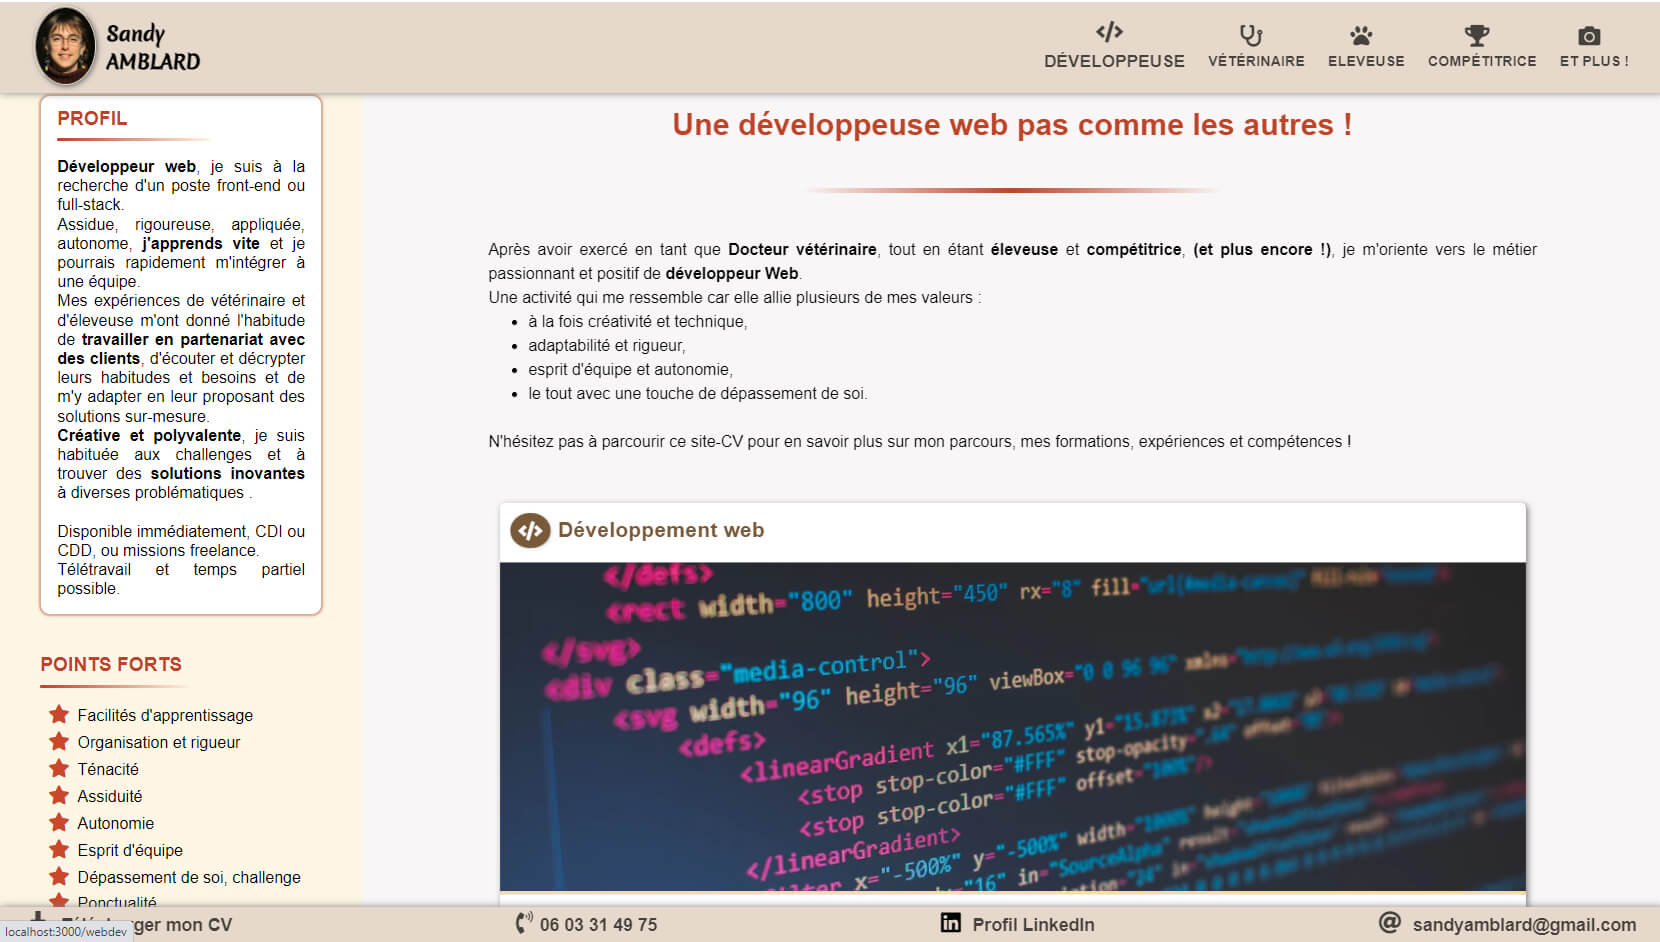 Sandy
AMBLARD
DÉVELOPPEUSE
VÉTÉRINAIRE
ELEVEUSE
COMPÉTITRICE
ET PLUS !
PROFIL
Développeur web, je suis à la
recherche d'un poste front-end ou
full-stack.
Assidue, rigoureuse, appliquée,
autonome, j'apprends vite et je
pourrais rapidement m'intégrer à
une équipe.
Mes expériences de vétérinaire et
d'éleveuse m'ont donné l'habitude
de travailler en partenariat avec
des clients, d'écouter et décrypter
leurs habitudes et besoins et de
m'y adapter en leur proposant des
solutions sur-mesure.
Créative et polyvalente, je suis
habituée aux challenges et à
trouver des solutions inovantes
à diverses problématiques .
Disponible immédiatement, CDI ou
CDD, ou missions freelance.
Télétravail et temps partiel
possible.
POINTS FORTS
Facilités d'apprentissage
Organisation et rigueur
Ténacité
Assiduité
Autonomie
Esprit d'équipe
Dépassement de soi, challenge
Ponctualité
Une développeuse web pas comme les autres !
Après avoir exercé en tant que Docteur vétérinaire, tout en étant éleveuse et compétitrice, (et plus encore !), je m'oriente vers le métier
passionnant et positif de développeur Web.
Une activité qui me ressemble car elle allie plusieurs de mes valeurs :
• à la fois créativité et technique,
• adaptabilité et rigueur,
• esprit d'équipe et autonomie,
• le tout avec une touche de dépassement de soi.
N'hésitez pas à parcourir ce site-CV pour en savoir plus sur mon parcours, mes formations, expériences et compétences !
</> Développement web
</defs>
<rect width="800" height="450" rx="8" fill="url(#media-canvas)"
</svg>
<div class="media-control">
<svg width="96" height="96" viewBox="0 0 96 96" xmlns=
<defs>
<linearGradient x1="87.565%" y1="15.873%" x2=
<stop stop-color="#FFF" stop-opacity=".64" offset=
<stop stop-color="#FFF" offset="100%"/>
</linearGradient>
x="-500%" y="-500%" width="1000%" height=
="16" in="SourceAlpha"
Télécharger mon CV
06 03 31 49 75
Profil LinkedIn
sandyamblard@gmail.com
localhost:3000/webdev